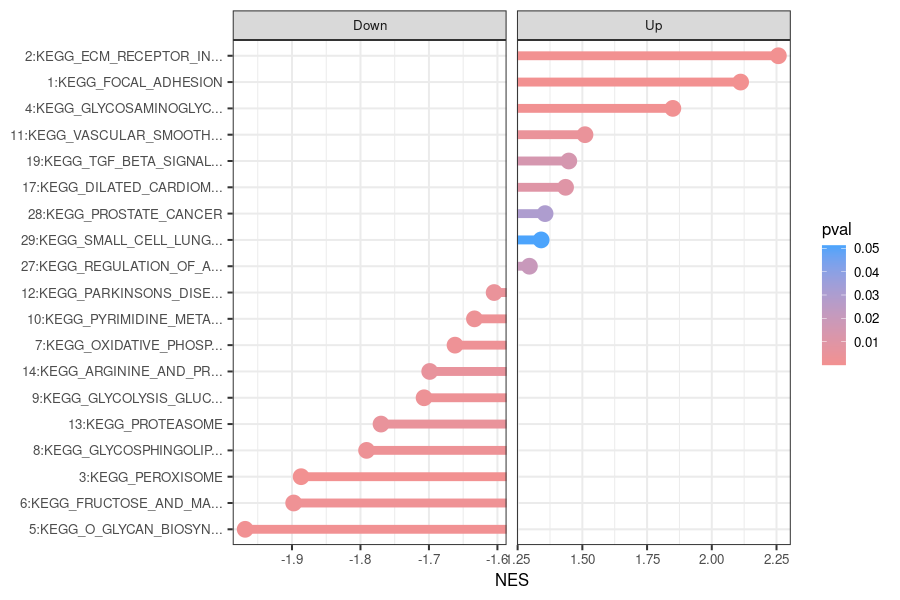 Down
Up
2:KEGG_ECM_RECEPTOR_IN...
1:KEGG_FOCAL_ADHESION
4:KEGG_GLYCOSAMINOGLYC...
11:KEGG_VASCULAR_SMOOTH...
19:KEGG_TGF_BETA_SIGNAL...
17:KEGG_DILATED_CARDIOM...
28:KEGG_PROSTATE_CANCER
29:KEGG_SMALL_CELL_LUNG...
27:KEGG_REGULATION_OF_A...
12:KEGG_PARKINSONS_DISE...
10:KEGG_PYRIMIDINE_META...
7:KEGG_OXIDATIVE_PHOSP...
14:KEGG_ARGININE_AND_PR...
9:KEGG_GLYCOLYSIS_GLUC...
13:KEGG_PROTEASOME
8:KEGG_GLYCOSPHINGOLIP...
3:KEGG_PEROXISOME
6:KEGG_FRUCTOSE_AND_MA...
5:KEGG_O_GLYCAN_BIOSYN...
-1.9 -1.8 -1.7 -1.6 1.25 1.50 1.75 2.00 2.25
NES
pval
0.05
0.04
0.03
0.02
0.01